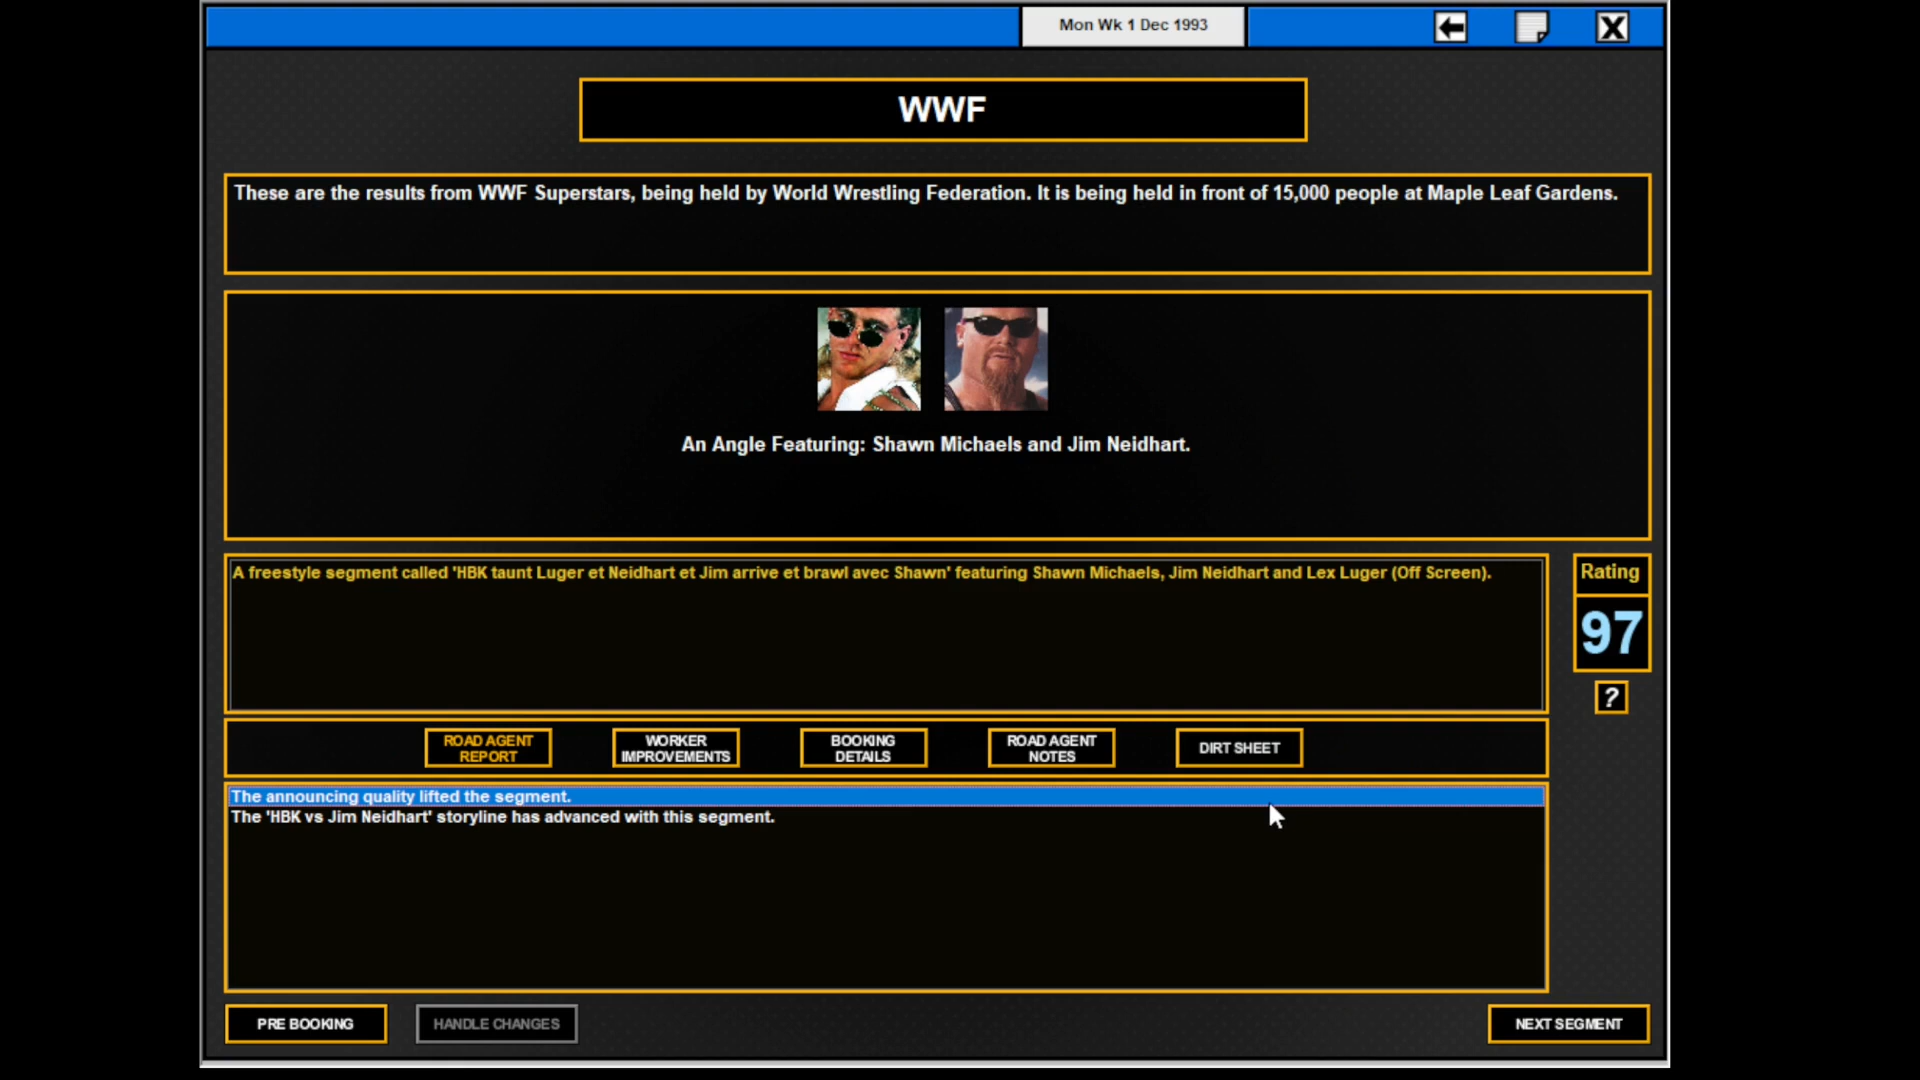 Mon Wk 1 Dec 1993
WWF
These are the results from WWF Superstars, being held by World Wrestling Federation. It is being held in front of 15,000 people at Maple Leaf Gardens.
An Angle Featuring: Shawn Michaels and Jim Neidhart.
A freestyle segment called 'HBK taunt Luger et Neidhart et Jim arrive et brawl avec Shawn' featuring Shawn Michaels, Jim Neidhart and Lex Luger (Off Screen).
Rating
97
?
ROAD AGENT REPORT
WORKER IMPROVEMENTS
BOOKING DETAILS
ROAD AGENT NOTES
DIRT SHEET
The announcing quality lifted the segment.
The 'HBK vs Jim Neidhart' storyline has advanced with this segment.
PRE BOOKING
HANDLE CHANGES
NEXT SEGMENT